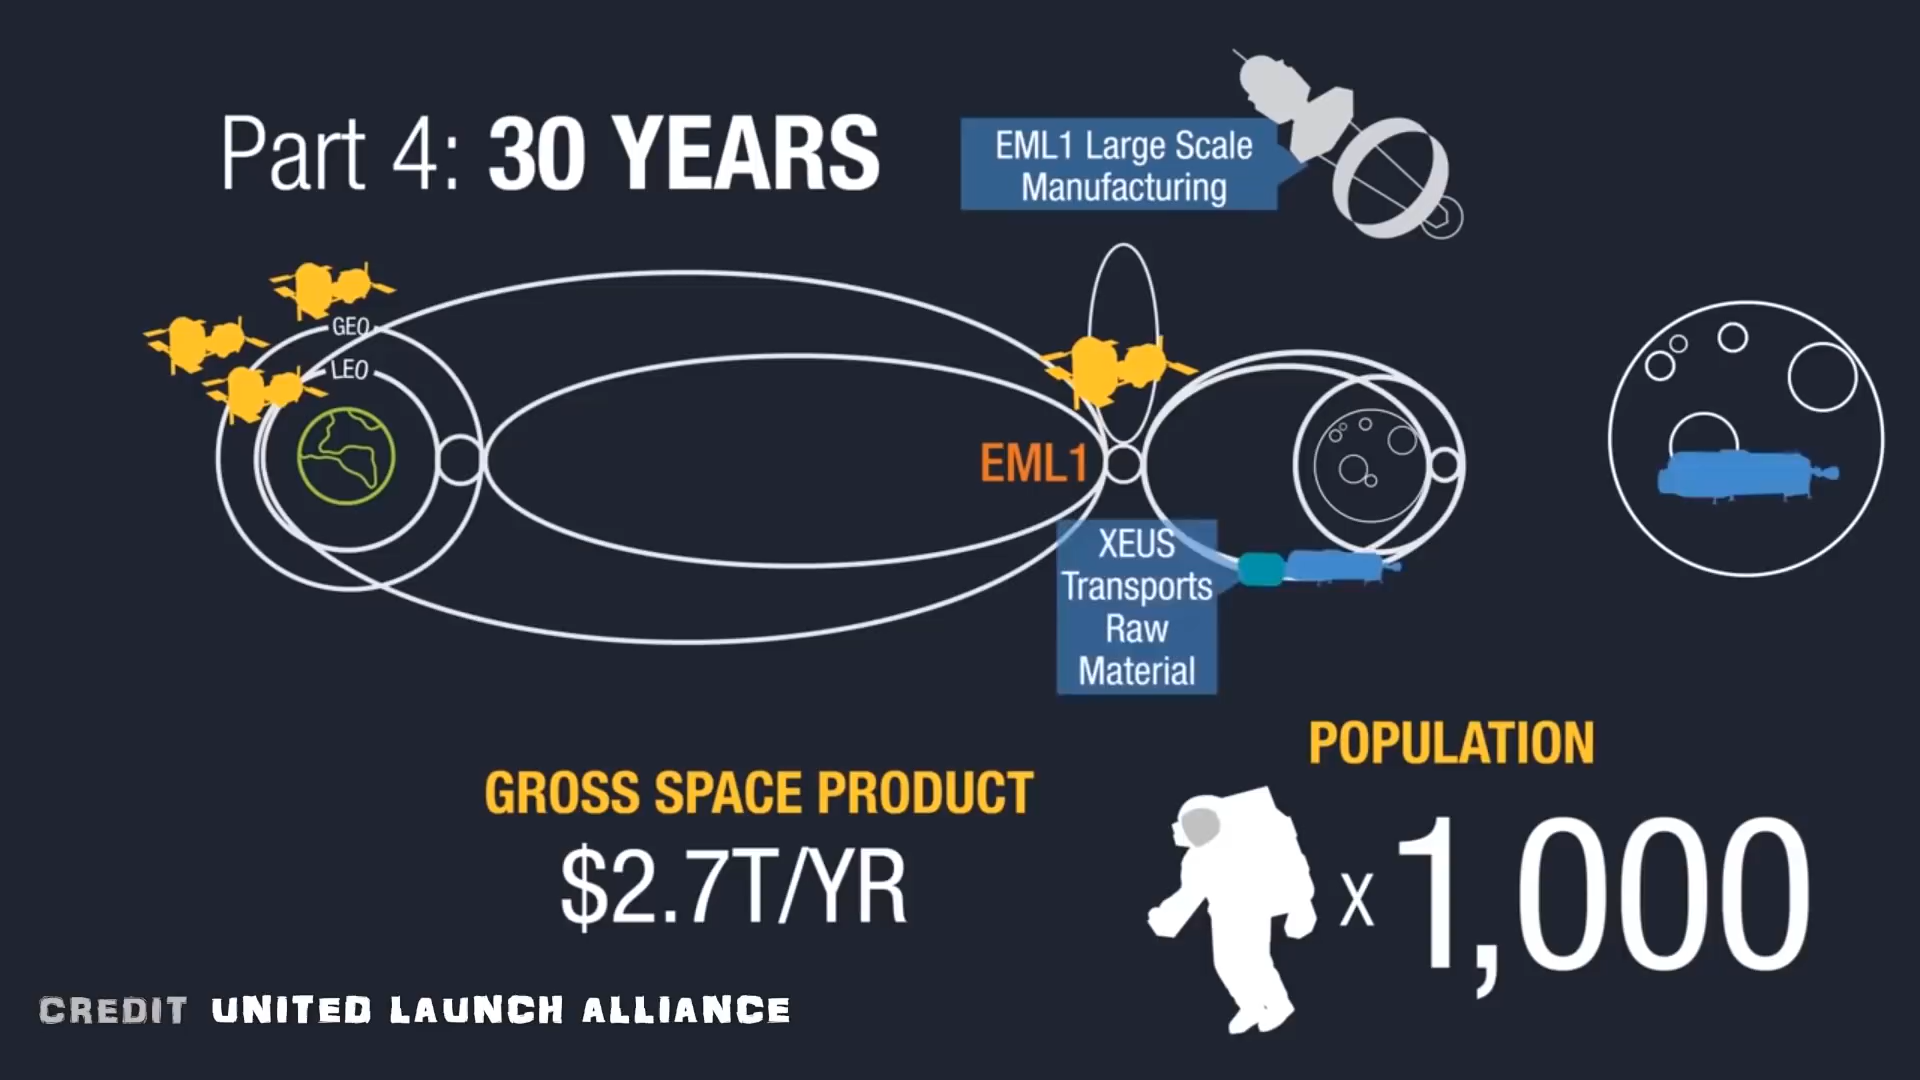 Part 4: 30 YEARS
EML1 Large Scale
Manufacturing
GEO
LEO
EML1
XEUS
Transports
Raw
Material
GROSS SPACE PRODUCT
$2.7T/YR
POPULATION
x 1,000
CREDIT UNITED LAUNCH ALLIANCE